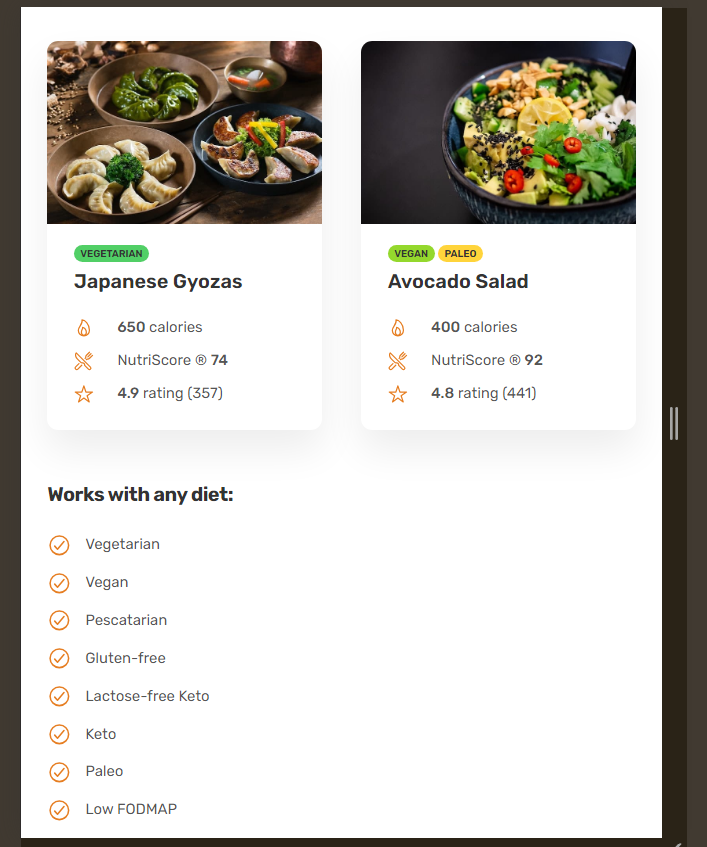 VEGETARIAN
Japanese Gyozas
650 calories
NutriScore ® 74
4.9 rating (357)
VEGAN PALEO
Avocado Salad
400 calories
NutriScore ® 92
4.8 rating (441)
Works with any diet:
Vegetarian
Vegan
Pescatarian
Gluten-free
Lactose-free Keto
Keto
Paleo
Low FODMAP